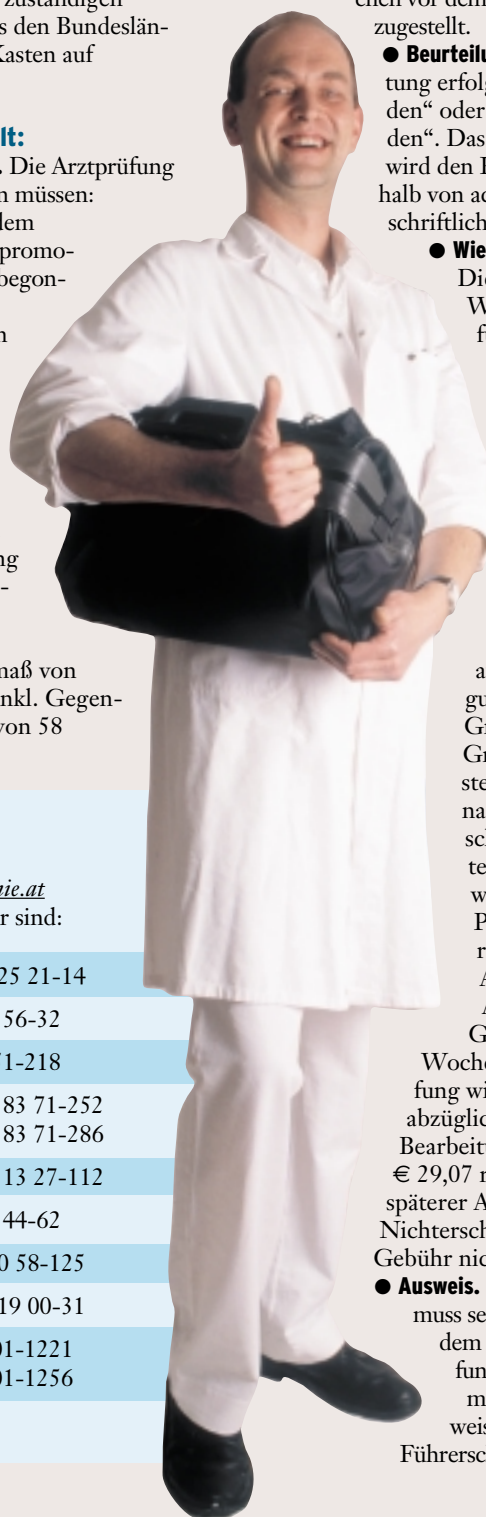 zuständigen
s den Bundeslän-
Kasten auf
lt:
. Die Arztprüfung
n müssen:
dem
promo-
begon-
n
ng
-
maß von
nkl. Gegen-
von 58
nie.at
r sind:
25 21-14
56-32
71-218
83 71-252
83 71-286
13 27-112
44-62
0 58-125
19 00-31
01-1221
01-1256
chen vor dem
zugestellt.
● Beurteilu
tung erfolg
den“ oder
den“. Das
wird den
halb von ac
schriftlich
● Wie
Die
W
f
a
gu
G
G
ste
na
sch
te
w
P
r
A
A
G
Woche
fung wi
abzüglic
Bearbeit
€ 29,07 r
späterer A
Nichtersch
Gebühr nic
● Ausweis.
muss se
dem
fun
m
weis
Führersc